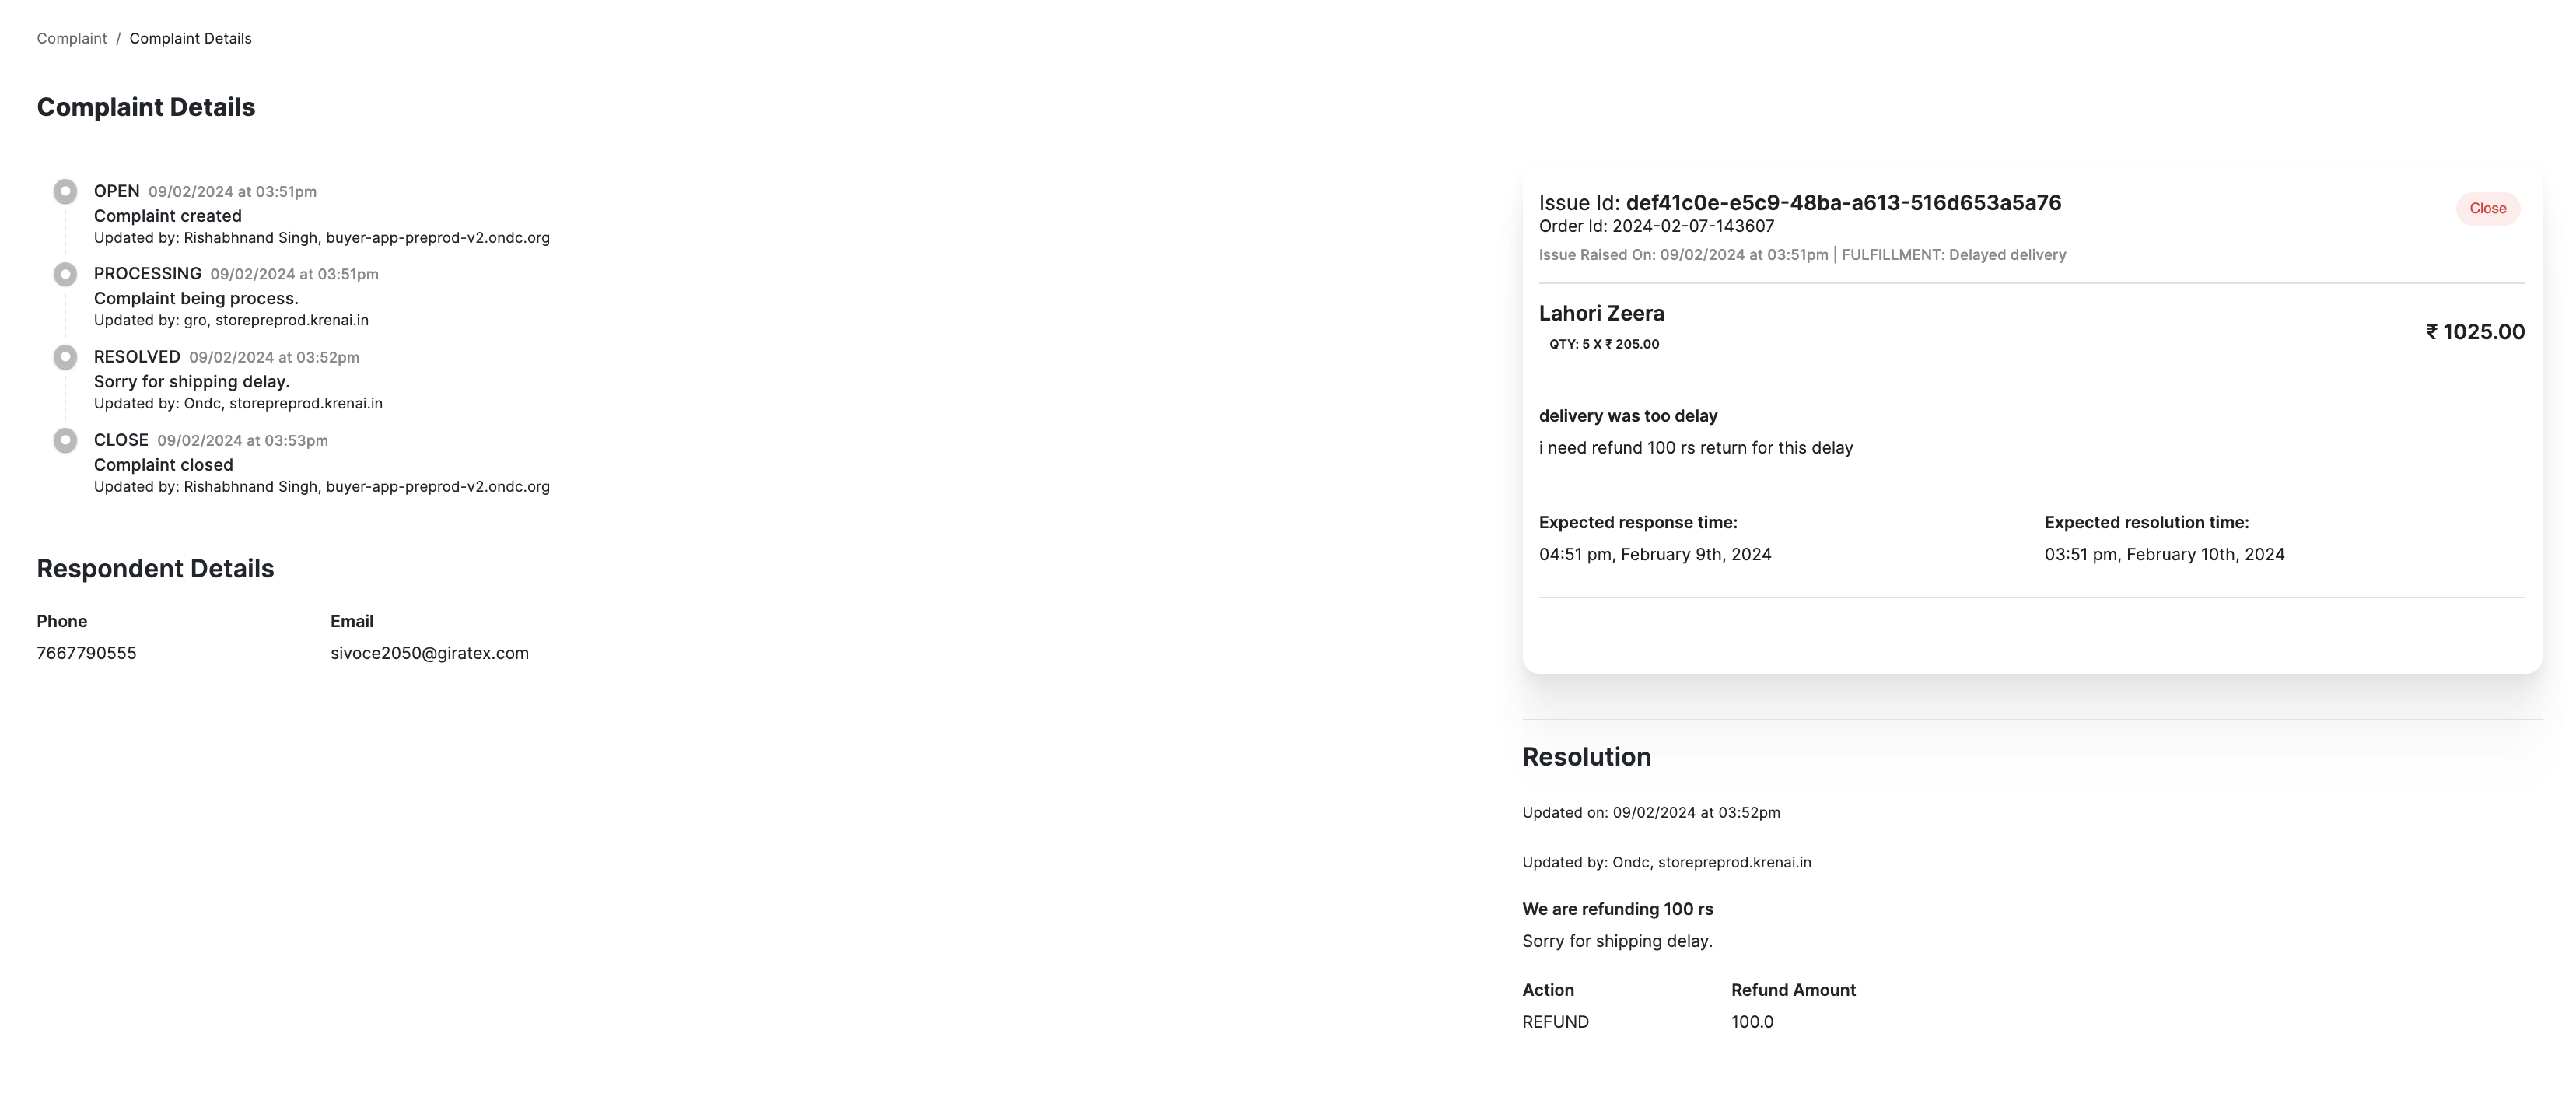 Complaint / Complaint Details
Complaint Details
OPEN 09/02/2024 at 03:51pm
Complaint created
Updated by: Rishabhnand Singh, buyer-app-preprod-v2.ondc.org
PROCESSING 09/02/2024 at 03:51pm
Complaint being process.
Updated by: gro, storepreprod.krenai.in
RESOLVED 09/02/2024 at 03:52pm
Sorry for shipping delay.
Updated by: Ondc, storepreprod.krenai.in
CLOSE 09/02/2024 at 03:53pm
Complaint closed
Updated by: Rishabhnand Singh, buyer-app-preprod-v2.ondc.org
Respondent Details
Phone Email
7667790555 sivoce2050@giratex.com
Issue Id: def41c0e-e5c9-48ba-a613-516d653a5a76
Close
Order Id: 2024-02-07-143607
Issue Raised On: 09/02/2024 at 03:51pm | FULFILLMENT: Delayed delivery
Lahori Zeera
₹ 1025.00
QTY: 5 X ₹ 205.00
delivery was too delay
i need refund 100 rs return for this delay
Expected response time: Expected resolution time:
04:51 pm, February 9th, 2024 03:51 pm, February 10th, 2024
Resolution
Updated on: 09/02/2024 at 03:52pm
Updated by: Ondc, storepreprod.krenai.in
We are refunding 100 rs
Sorry for shipping delay.
Action Refund Amount
REFUND 100.0